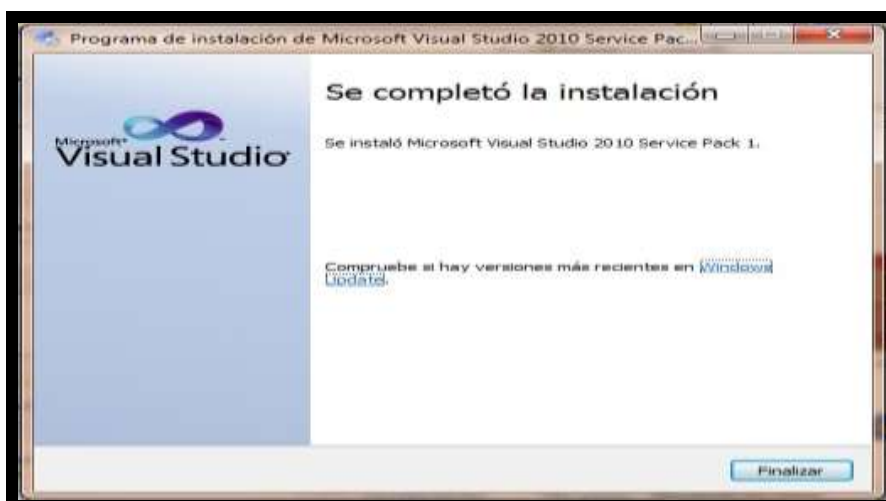 Programa de instalación de Microsoft Visual Studio 2010 Service Pac...
Microsoft
Visual Studio
Se completó la instalación
Se instaló Microsoft Visual Studio 2010 Service Pack 1.
Compruebe si hay versiones más recientes en Windows
Update.
Finalizar